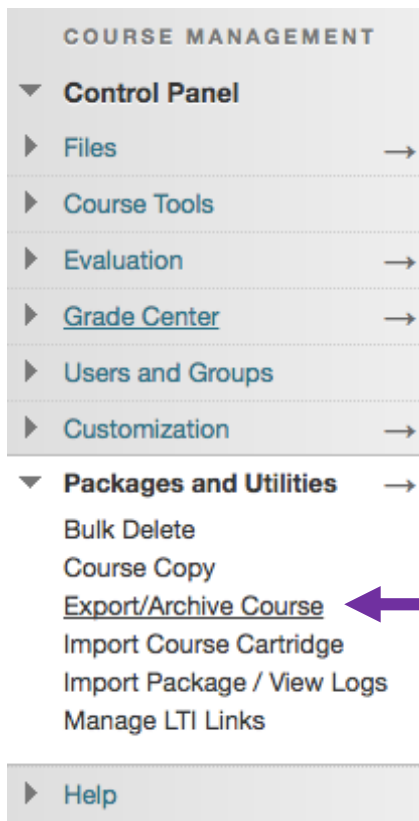 COURSE MANAGEMENT
Control Panel
Files
Course Tools
Evaluation
Grade Center
Users and Groups
Customization
Packages and Utilities
Bulk Delete
Course Copy
Export/Archive Course
Import Course Cartridge
Import Package / View Logs
Manage LTI Links
Help